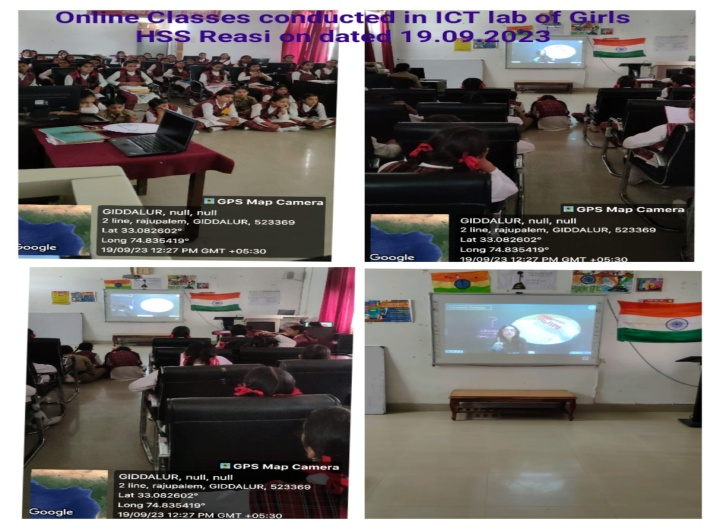 Online Classes conducted in ICT lab of Girls
HSS Reasi on dated 19.09.2023
GPS Map Camera
GIDDALUR, null, null
2 line, rajupalem, GIDDALUR, 523369
Lat 33.082602°
Long 74.835419°
19/09/23 12:27 PM GMT +05:30
Google
GPS Map Camera
GIDDALUR, null, null
2 line, rajupalem, GIDDALUR, 523369
Lat 33.082602°
Long 74.835419°
19/09/23 12:27 PM GMT +05:30
Google
GPS Map Camera
GIDDALUR, null, null
2 line, rajupalem, GIDDALUR, 523369
Lat 33.082602°
Long 74.835419°
19/09/23 12:27 PM GMT +05:30
Google